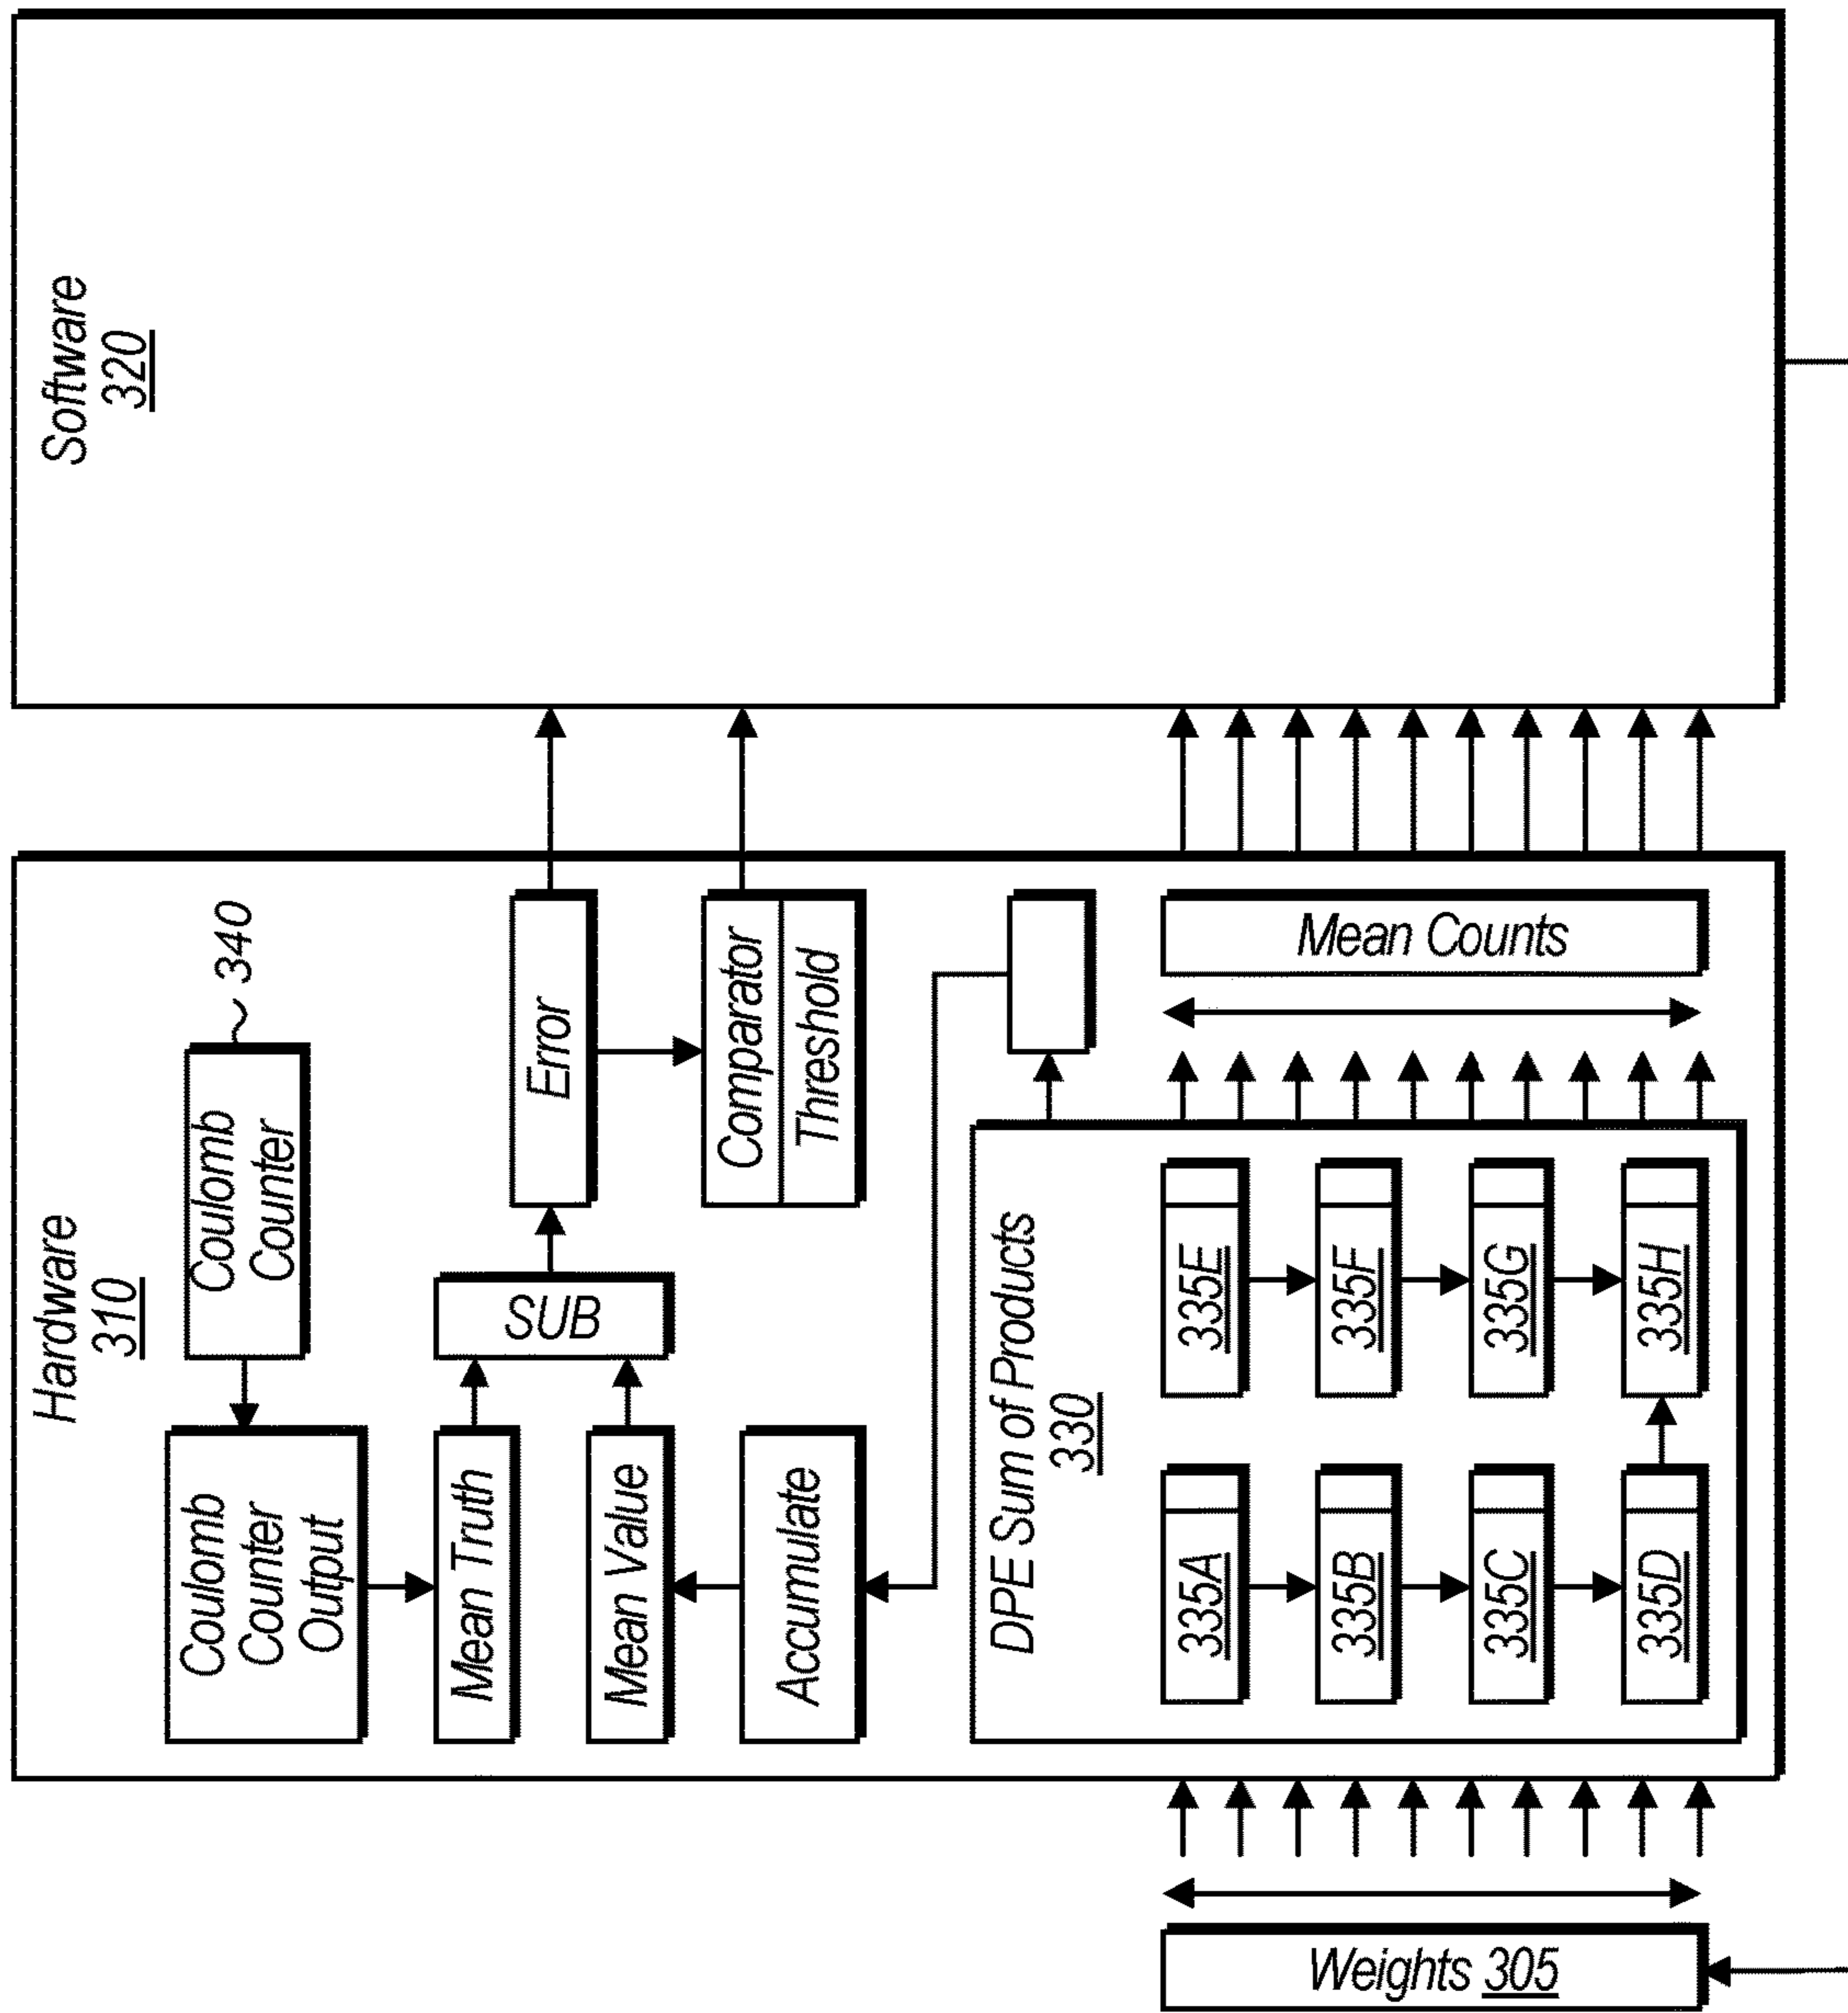 Hardware
310
Software
320
Coulomb
Counter
Output
Coulomb
Counter
340
Mean Truth
Mean Value
SUB
Error
Accumulate
Comparator
Threshold
DPE Sum of Products
330
335A
335E
335B
335F
335C
335G
335D
335H
Mean Counts
Weights 305